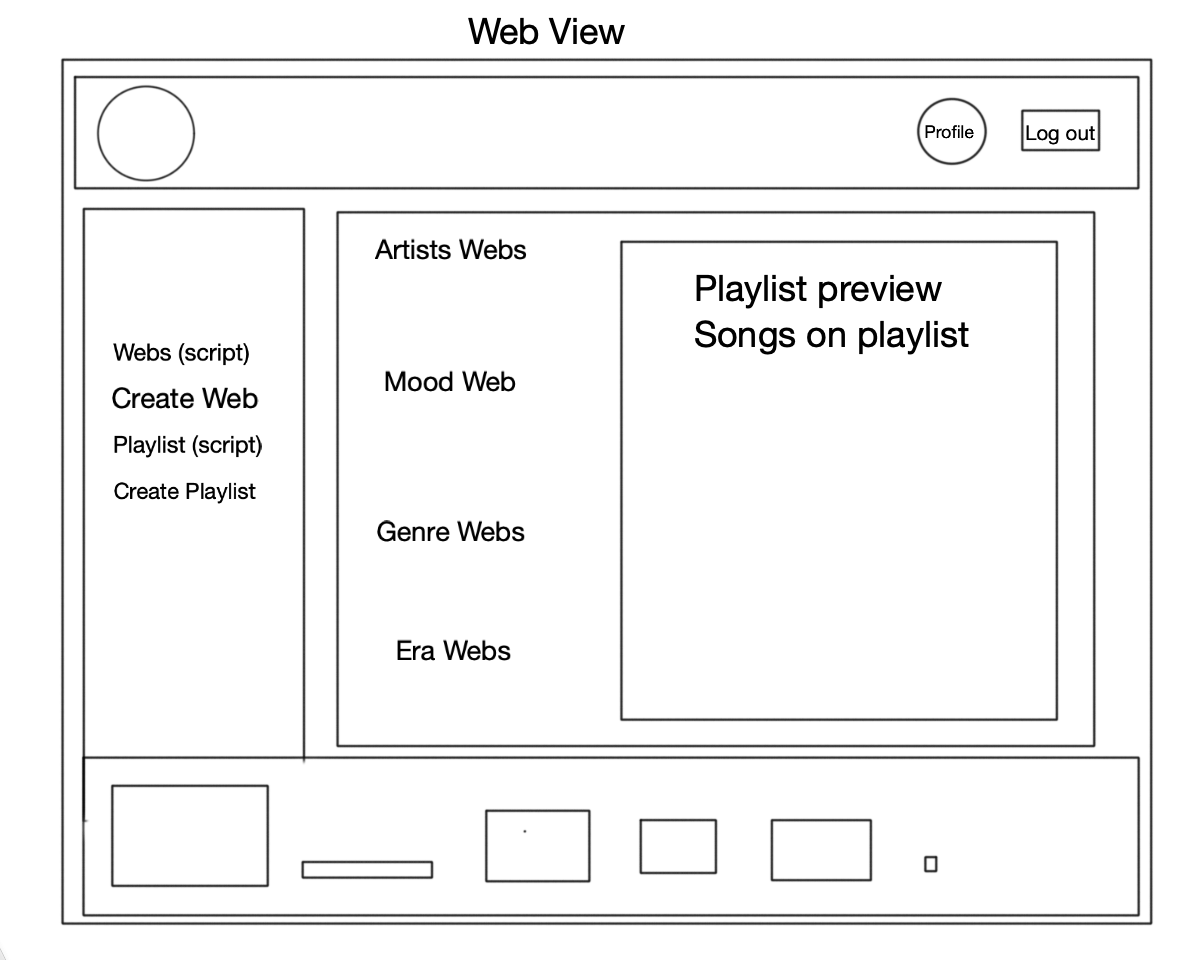 Web View
Profile
Log out
Webs (script)
Create Web
Playlist (script)
Create Playlist
Artists Webs
Mood Web
Genre Webs
Era Webs
Playlist preview
Songs on playlist